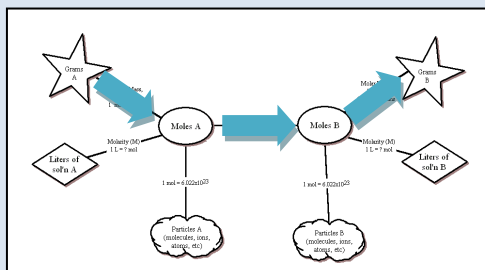 Grams
A
Grams
B
Moles A
Moles B
Liters of
sol'n A
Molarity (M)
1 L = ? mol
Molarity (M)
1 L = ? mol
Liters of
sol'n B
1 mol = 6.022x10²³
1 mol = 6.022x10²³
Particles A
(molecules, ions,
atoms, etc)
Particles B
(molecules, ions,
atoms, etc)